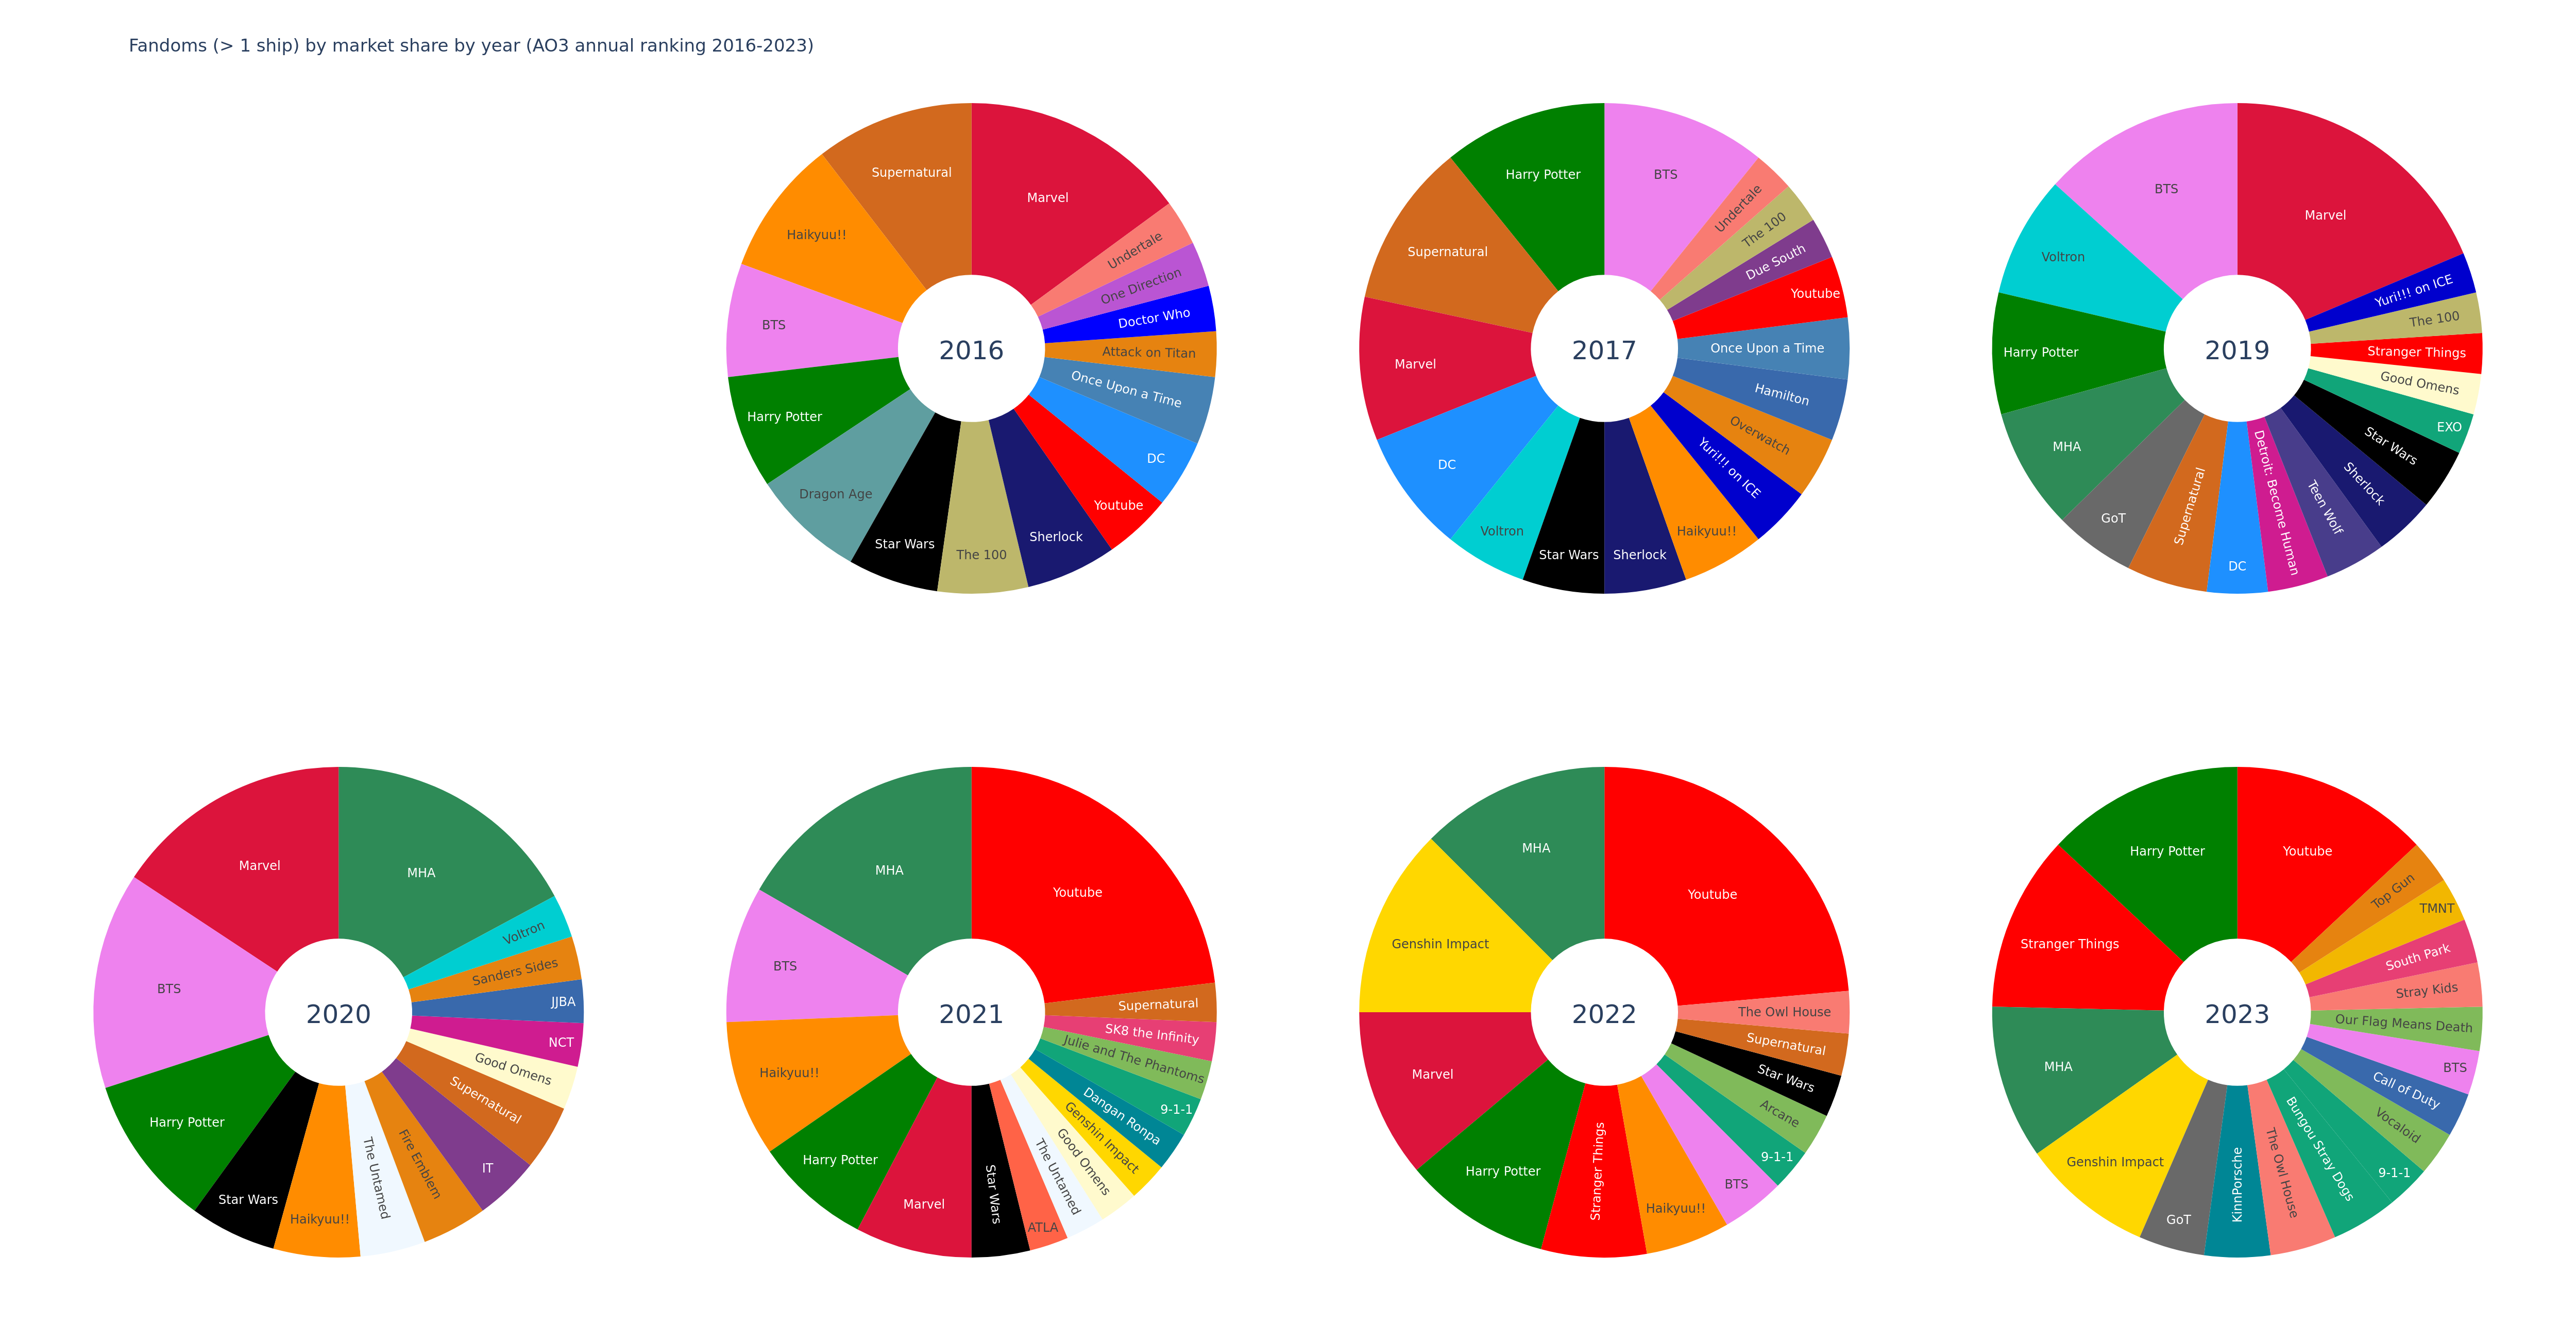 Fandoms (> 1 ship) by market share by year (AO3 annual ranking 2016-2023)
2016
Marvel
Supernatural
Haikyuu!!
BTS
Harry Potter
Dragon Age
Star Wars
The 100
Sherlock
Youtube
DC
Once Upon a Time
Attack on Titan
Doctor Who
One Direction
Undertale
2017
BTS
Harry Potter
Supernatural
Marvel
DC
Voltron
Star Wars
Sherlock
Haikyuu!!
Yuri!!! on ICE
Overwatch
Hamilton
Once Upon a Time
Youtube
Due South
The 100
Undertale
2019
Marvel
BTS
Voltron
Harry Potter
MHA
GoT
Supernatural
DC
Detroit: Become Human
Teen Wolf
Sherlock
Star Wars
EXO
Good Omens
Stranger Things
The 100
Yuri!!! on ICE
2020
MHA
Marvel
BTS
Harry Potter
Star Wars
Haikyuu!!
The Untamed
Fire Emblem
IT
Supernatural
Good Omens
NCT
JJBA
Sanders Sides
Voltron
2021
Youtube
MHA
BTS
Haikyuu!!
Harry Potter
Marvel
Star Wars
ATLA
The Untamed
Good Omens
Genshin Impact
Dangan Ronpa
9-1-1
Julie and The Phantoms
SK8 the Infinity
Supernatural
2022
Youtube
MHA
Genshin Impact
Marvel
Harry Potter
Stranger Things
Haikyuu!!
BTS
9-1-1
Arcane
Star Wars
Supernatural
The Owl House
2023
Youtube
Harry Potter
Stranger Things
MHA
Genshin Impact
GoT
KinnPorsche
The Owl House
Bungou Stray Dogs
9-1-1
Vocaloid
Call of Duty
BTS
Our Flag Means Death
Stray Kids
South Park
TMNT
Top Gun